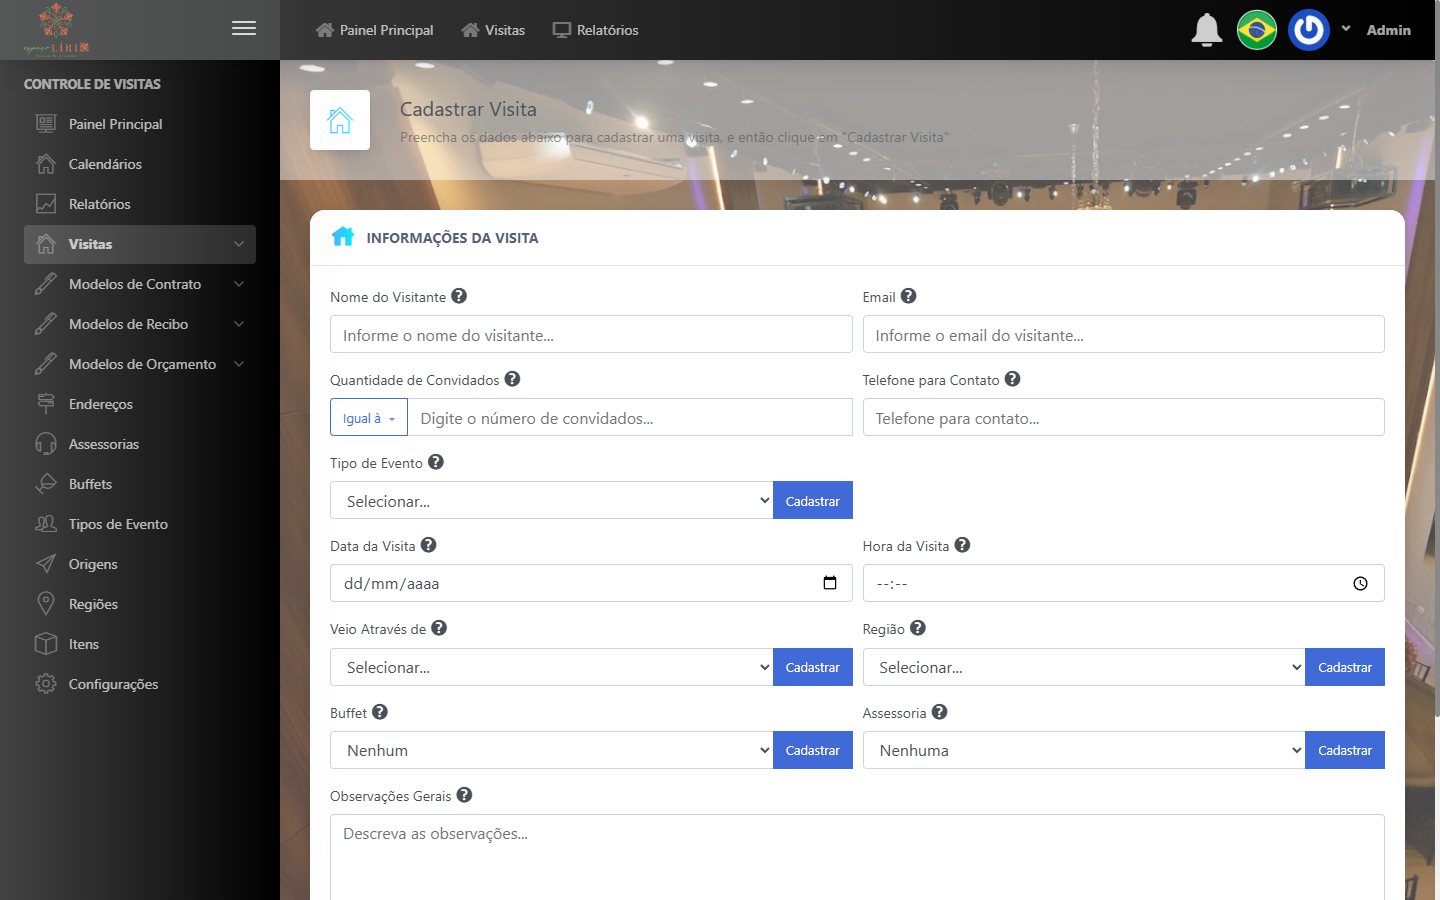 espaço LÍRIO
Painel Principal
Visitas
Relatórios
Admin
CONTROLE DE VISITAS
Painel Principal
Calendários
Relatórios
Visitas
Modelos de Contrato
Modelos de Recibo
Modelos de Orçamento
Endereços
Assessorias
Buffets
Tipos de Evento
Origens
Regiões
Itens
Configurações
Cadastrar Visita
Preencha os dados abaixo para cadastrar uma visita, e então clique em "Cadastrar Visita"
INFORMAÇÕES DA VISITA
Nome do Visitante
Informe o nome do visitante...
Email
Informe o email do visitante...
Quantidade de Convidados
Igual à
Digite o número de convidados...
Telefone para Contato
Telefone para contato...
Tipo de Evento
Selecionar...
Cadastrar
Data da Visita
dd/mm/aaaa
Hora da Visita
--:--
Veio Através de
Selecionar...
Cadastrar
Região
Selecionar...
Cadastrar
Buffet
Nenhum
Cadastrar
Assessoria
Nenhuma
Cadastrar
Observações Gerais
Descreva as observações...